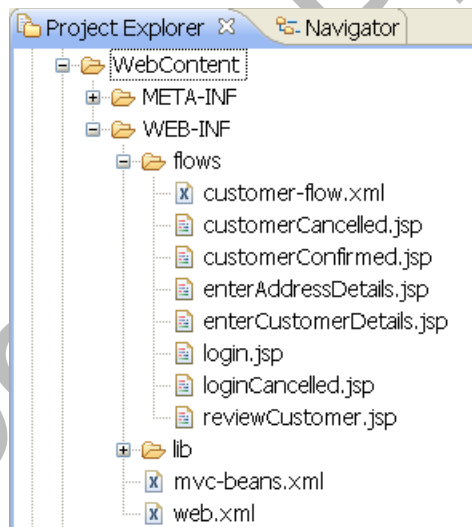 Project Explorer Navigator
WebContent
META-INF
WEB-INF
flows
customer-flow.xml
customerCancelled.jsp
customerConfirmed.jsp
enterAddressDetails.jsp
enterCustomerDetails.jsp
login.jsp
loginCancelled.jsp
reviewCustomer.jsp
lib
mvc-beans.xml
web.xml